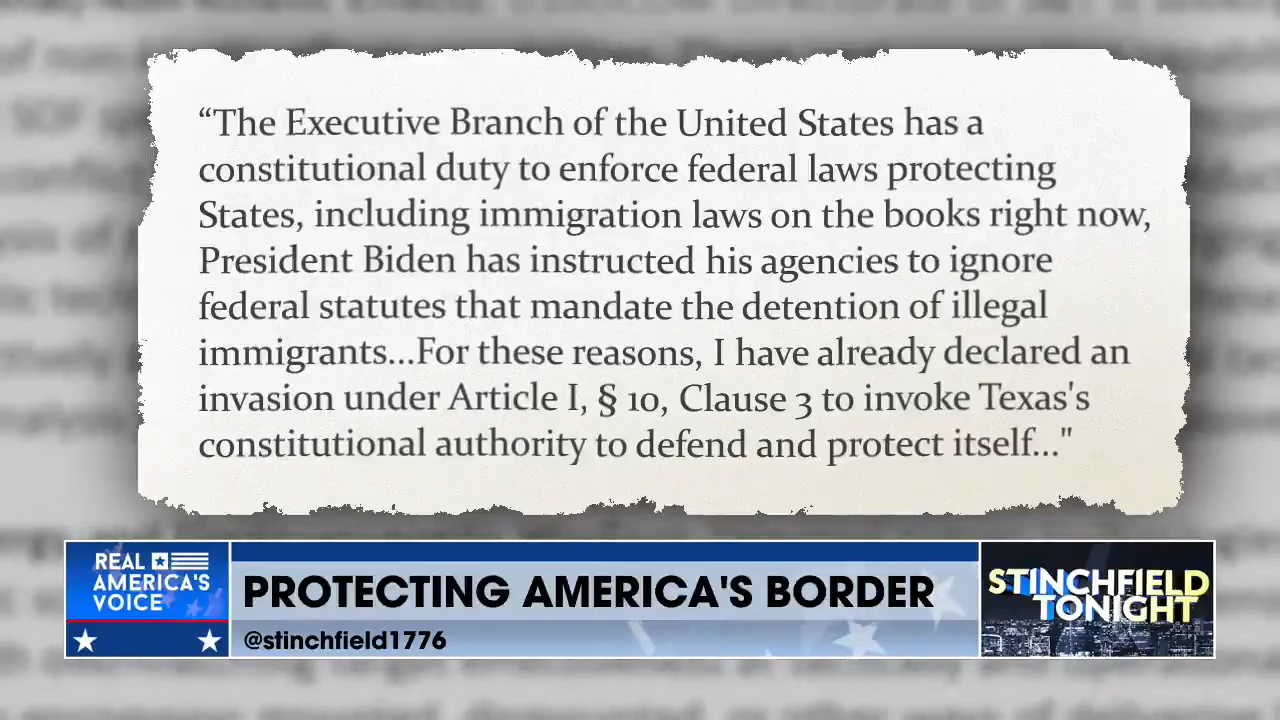 “The Executive Branch of the United States has a
constitutional duty to enforce federal laws protecting
States, including immigration laws on the books right now,
President Biden has instructed his agencies to ignore
federal statutes that mandate the detention of illegal
immigrants...For these reasons, I have already declared an
invasion under Article I, § 10, Clause 3 to invoke Texas's
constitutional authority to defend and protect itself..."
REAL
AMERICA'S
VOICE
PROTECTING AMERICA'S BORDER
@stinchfield1776
STINCHFIELD
TONIGHT